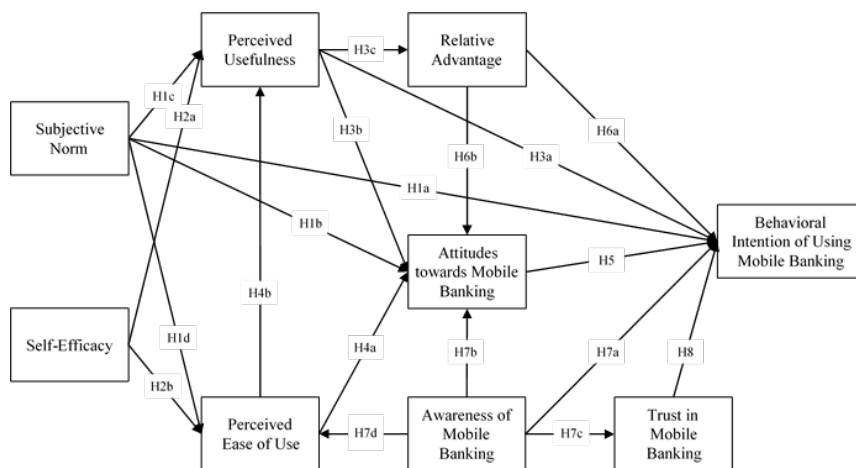 Perceived
Usefulness
H3c
Relative
Advantage
H1c
H2a
H3b
H6a
Subjective
Norm
H6b
H3a
H1a
H1b
Behavioral
Intention of Using
Mobile Banking
Attitudes
towards Mobile
Banking
H5
H4b
Self-Efficacy
H1d
H4a
H7b
H7a
H8
H2b
Perceived
Ease of Use
H7d
Awareness of
Mobile
Banking
H7c
Trust in
Mobile
Banking